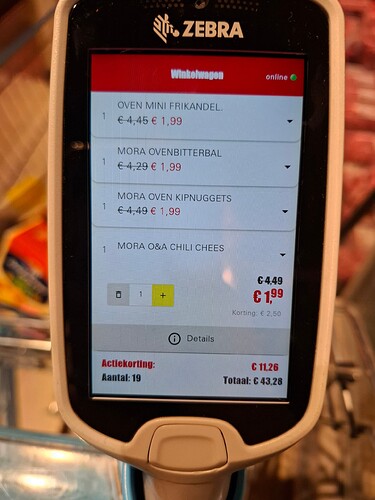 ZEBRA
Winkelwagen online
OVEN MINI FRIKANDEL.
1 € 4,45 € 1,99
MORA OVENBITTERBAL
1 € 4,29 € 1,99
MORA OVEN KIPNUGGETS
1 € 4,49 € 1,99
1 MORA O&A CHILI CHEES
€ 4,49
1 + € 1,99
Korting: € 2,50
Details
Actiekorting: € 11,26
Aantal: 19 Totaal: € 43,28